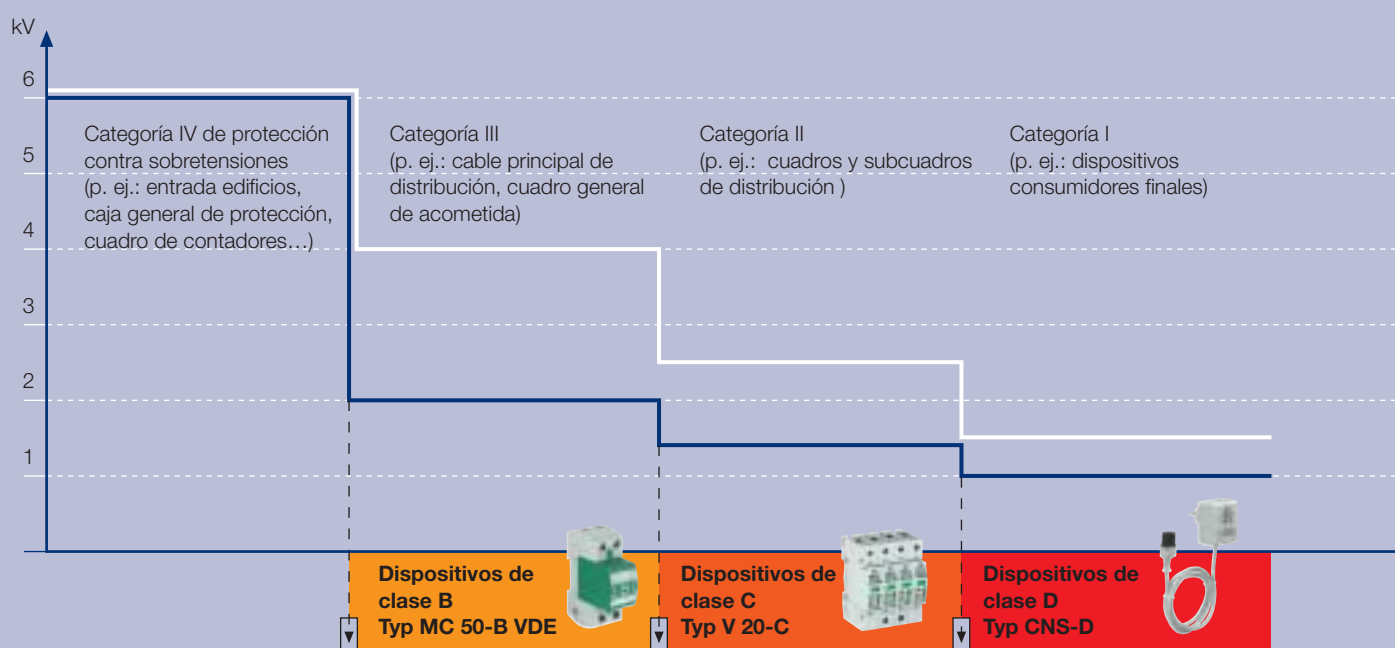 kV
6
5
4
3
2
1
Categoría IV de protección
contra sobretensiones
(p. ej.: entrada edificios,
caja general de protección,
cuadro de contadores…)
Categoría III
(p. ej.: cable principal de
distribución, cuadro general
de acometida)
Categoría II
(p. ej.: cuadros y subcuadros
de distribución )
Categoría I
(p. ej.: dispositivos
consumidores finales)
Dispositivos de
clase B
Typ MC 50-B VDE
Dispositivos de
clase C
Typ V 20-C
Dispositivos de
clase D
Typ CNS-D